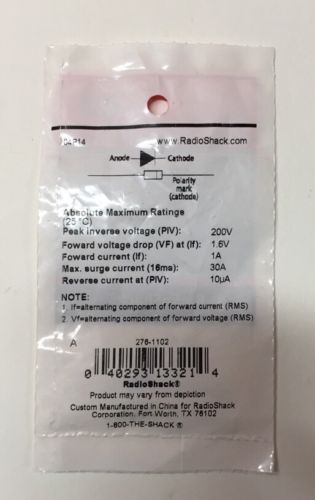 04P14 www.RadioShack.com
Anode Cathode
Polarity
mark
(cathode)
Absolute Maximum Ratings
(25 °C)
Peak inverse voltage (PIV): 200V
Foward voltage drop (VF) at (If): 1.6V
Foward current (If): 1A
Max. surge current (16ms): 30A
Reverse current at (PIV): 10µA
NOTE:
1. If=alternating component of forward current (RMS)
2. Vf=alternating component of forward voltage (RMS)
A 276-1102
0 40293 13321 4
RadioShack®
Product may vary from depiction
Custom Manufactured in China for RadioShack
Corporation, Fort Worth, TX 76102
1-800-THE-SHACK ®